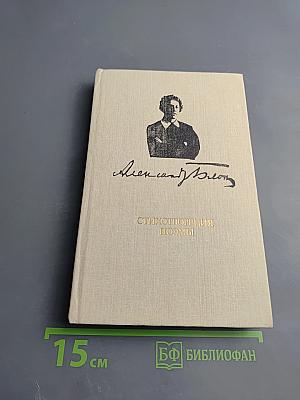 Александр Блок
СТИХОТВОРЕНИЯ
ПОЭМЫ
15 см
БФ БИБЛИОФАН